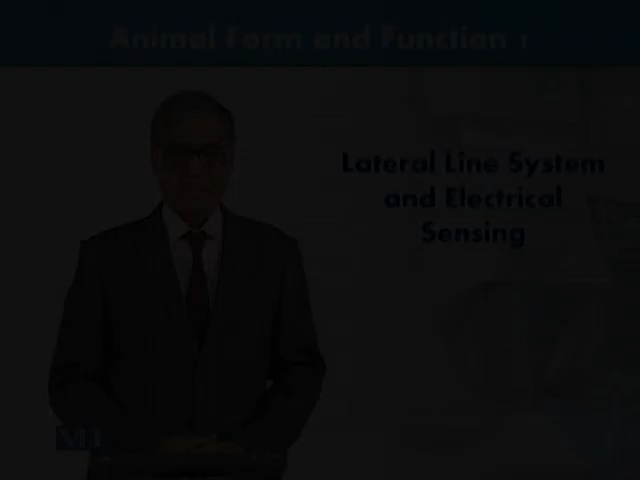 Animal Form and Function 1
Lateral Line System
and Electrical
Sensing